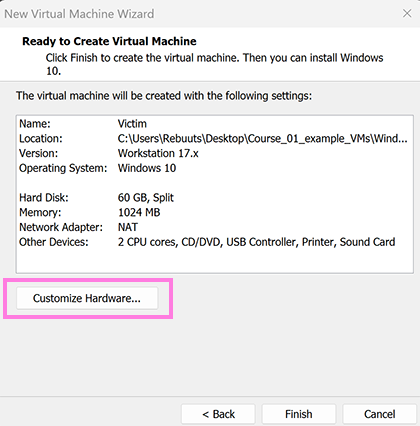 New Virtual Machine Wizard
Ready to Create Virtual Machine
Click Finish to create the virtual machine. Then you can install Windows
10.
The virtual machine will be created with the following settings:
Name: Victim
Location: C:\Users\Rebuuts\Desktop\Course_01_example_VMs\Wind...
Version: Workstation 17.x
Operating System: Windows 10
Hard Disk: 60 GB, Split
Memory: 1024 MB
Network Adapter: NAT
Other Devices: 2 CPU cores, CD/DVD, USB Controller, Printer, Sound Card
Customize Hardware...
< Back Finish Cancel